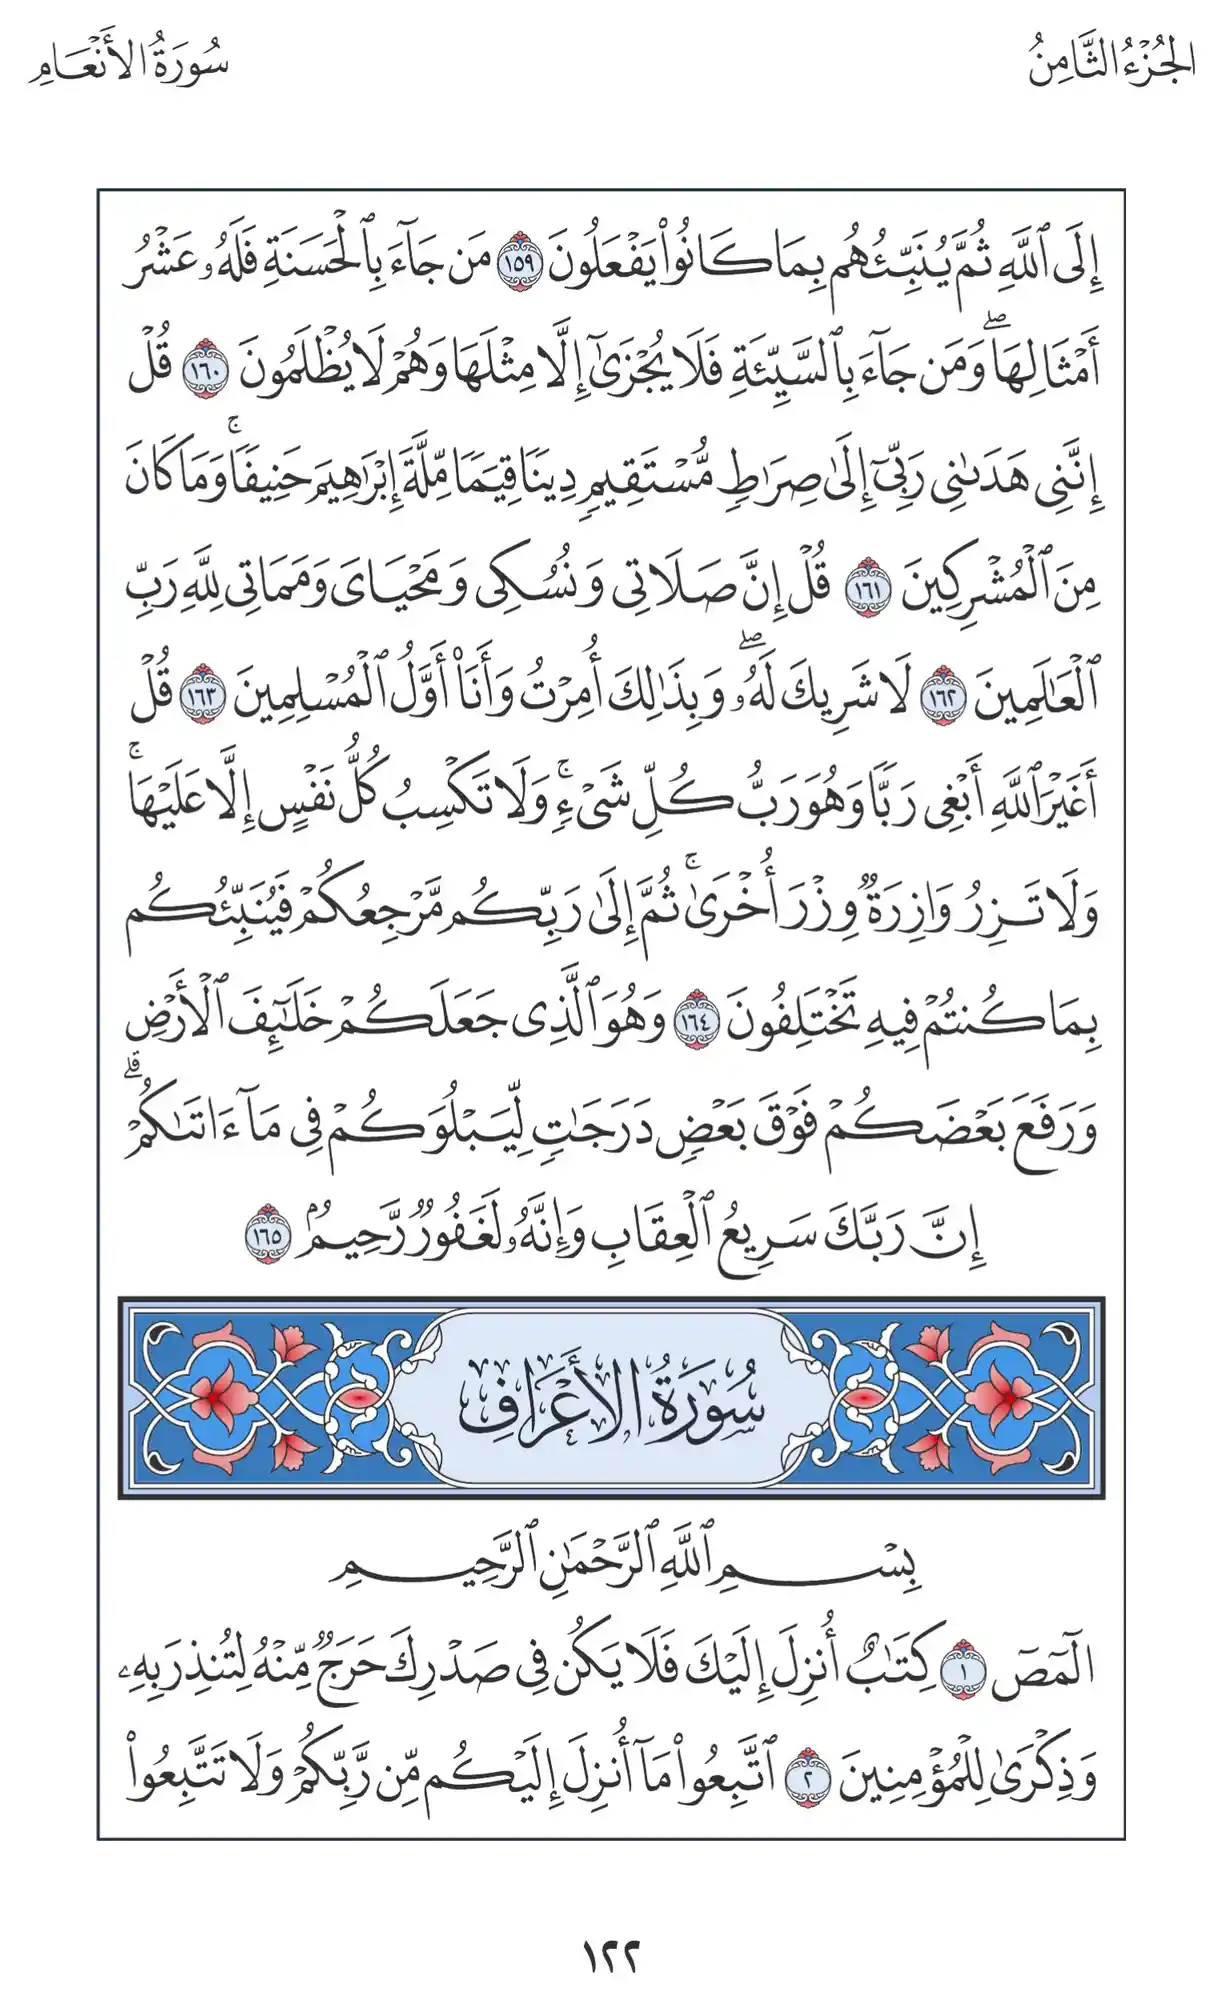 الجُزْءُ الثَّامِنُ
سُورَةُ الأَنْعَامِ
إِلَى ٱللَّهِ ثُمَّ يُنَبِّئُهُم بِمَا كَانُوا۟ يَفْعَلُونَ ١٥٩ مَن جَآءَ بِٱلْحَسَنَةِ فَلَهُۥ عَشْرُ
أَمْثَالِهَاۖ وَمَن جَآءَ بِٱلسَّيِّئَةِ فَلَا يُجْزَىٰٓ إِلَّا مِثْلَهَا وَهُمْ لَا يُظْلَمُونَ ١٦٠ قُلْ
إِنَّنِى هَدَىٰنِى رَبِّىٓ إِلَىٰ صِرَٰطٍ مُّسْتَقِيمٍ دِينًا قِيَمًا مِّلَّةَ إِبْرَٰهِيمَ حَنِيفًاۚ وَمَا كَانَ
مِنَ ٱلْمُشْرِكِينَ ١٦١ قُلْ إِنَّ صَلَاتِى وَنُسُكِى وَمَحْيَاىَ وَمَمَاتِى لِلَّهِ رَبِّ
ٱلْعَٰلَمِينَ ١٦٢ لَا شَرِيكَ لَهُۥۖ وَبِذَٰلِكَ أُمِرْتُ وَأَنَا۠ أَوَّلُ ٱلْمُسْلِمِينَ ١٦٣ قُلْ
أَغَيْرَ ٱللَّهِ أَبْغِى رَبًّا وَهُوَ رَبُّ كُلِّ شَىْءٍۚ وَلَا تَكْسِبُ كُلُّ نَفْسٍ إِلَّا عَلَيْهَاۚ
وَلَا تَزِرُ وَازِرَةٌ وِزْرَ أُخْرَىٰۚ ثُمَّ إِلَىٰ رَبِّكُم مَّرْجِعُكُمْ فَيُنَبِّئُكُم
بِمَا كُنتُمْ فِيهِ تَخْتَلِفُونَ ١٦٤ وَهُوَ ٱلَّذِى جَعَلَكُمْ خَلَٰٓئِفَ ٱلْأَرْضِ
وَرَفَعَ بَعْضَكُمْ فَوْقَ بَعْضٍ دَرَجَٰتٍ لِّيَبْلُوَكُمْ فِى مَآ ءَاتَىٰكُمْۗ
إِنَّ رَبَّكَ سَرِيعُ ٱلْعِقَابِ وَإِنَّهُۥ لَغَفُورٌ رَّحِيمٌۢ ١٦٥
سُورَةُ الأَعْرَافِ
بِسْمِ ٱللَّهِ ٱلرَّحْمَٰنِ ٱلرَّحِيمِ
الٓمٓصٓ ١ كِتَٰبٌ أُنزِلَ إِلَيْكَ فَلَا يَكُن فِى صَدْرِكَ حَرَجٌ مِّنْهُ لِتُنذِرَ بِهِۦ
وَذِكْرَىٰ لِلْمُؤْمِنِينَ ٢ ٱتَّبِعُوا۟ مَآ أُنزِلَ إِلَيْكُم مِّن رَّبِّكُمْ وَلَا تَتَّبِعُوا۟
١٢٢